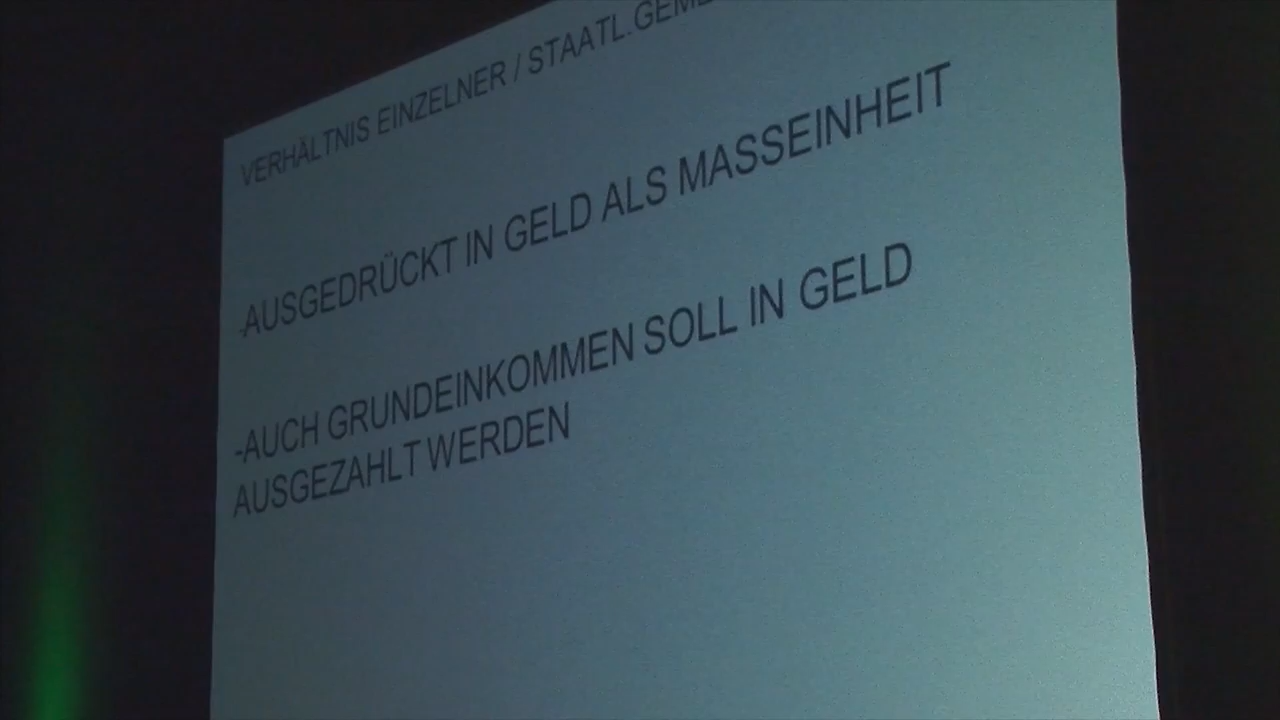 VERHÄLTNIS EINZELNER / STAATL.
-AUSGEDRÜCKT IN GELD ALS MASSEINHEIT
-AUCH GRUNDEINKOMMEN SOLL IN GELD
AUSGEZAHLT WERDEN